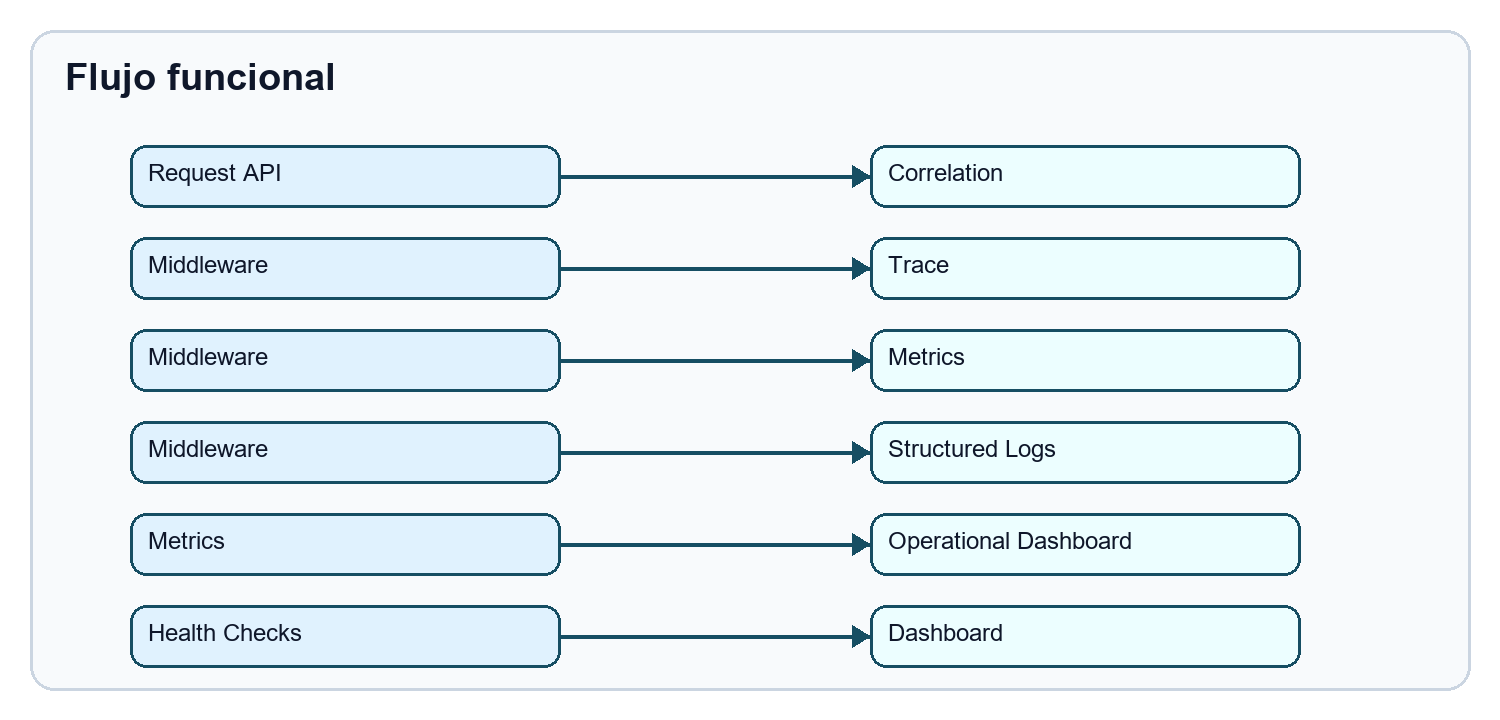 Flujo funcional
Request API
Correlation
Middleware
Trace
Middleware
Metrics
Middleware
Structured Logs
Metrics
Operational Dashboard
Health Checks
Dashboard